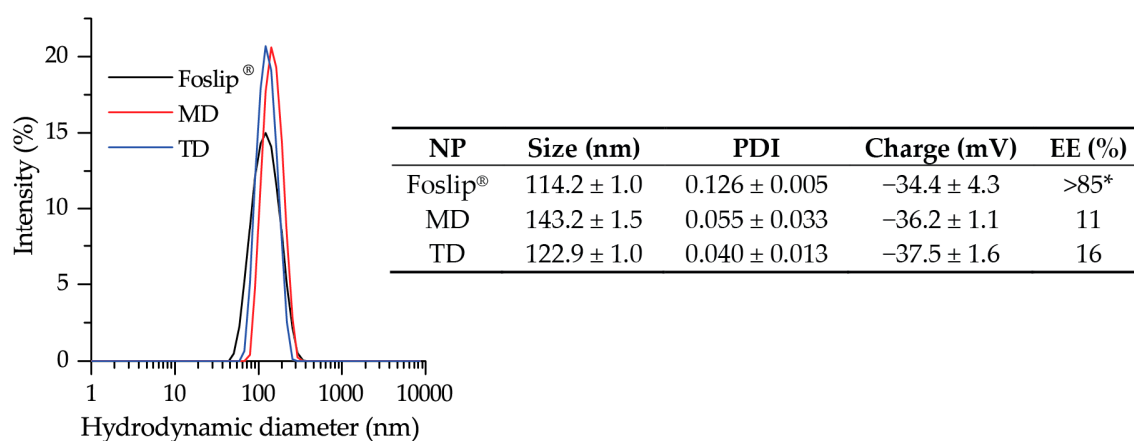 20
15
10
5
0
Intensity (%)
Foslip®
MD
TD
1 10 100 1000 10000
Hydrodynamic diameter (nm)
NP Size (nm) PDI Charge (mV) EE (%)
Foslip® 114.2 ± 1.0 0.126 ± 0.005 −34.4 ± 4.3 >85*
MD 143.2 ± 1.5 0.055 ± 0.033 −36.2 ± 1.1 11
TD 122.9 ± 1.0 0.040 ± 0.013 −37.5 ± 1.6 16